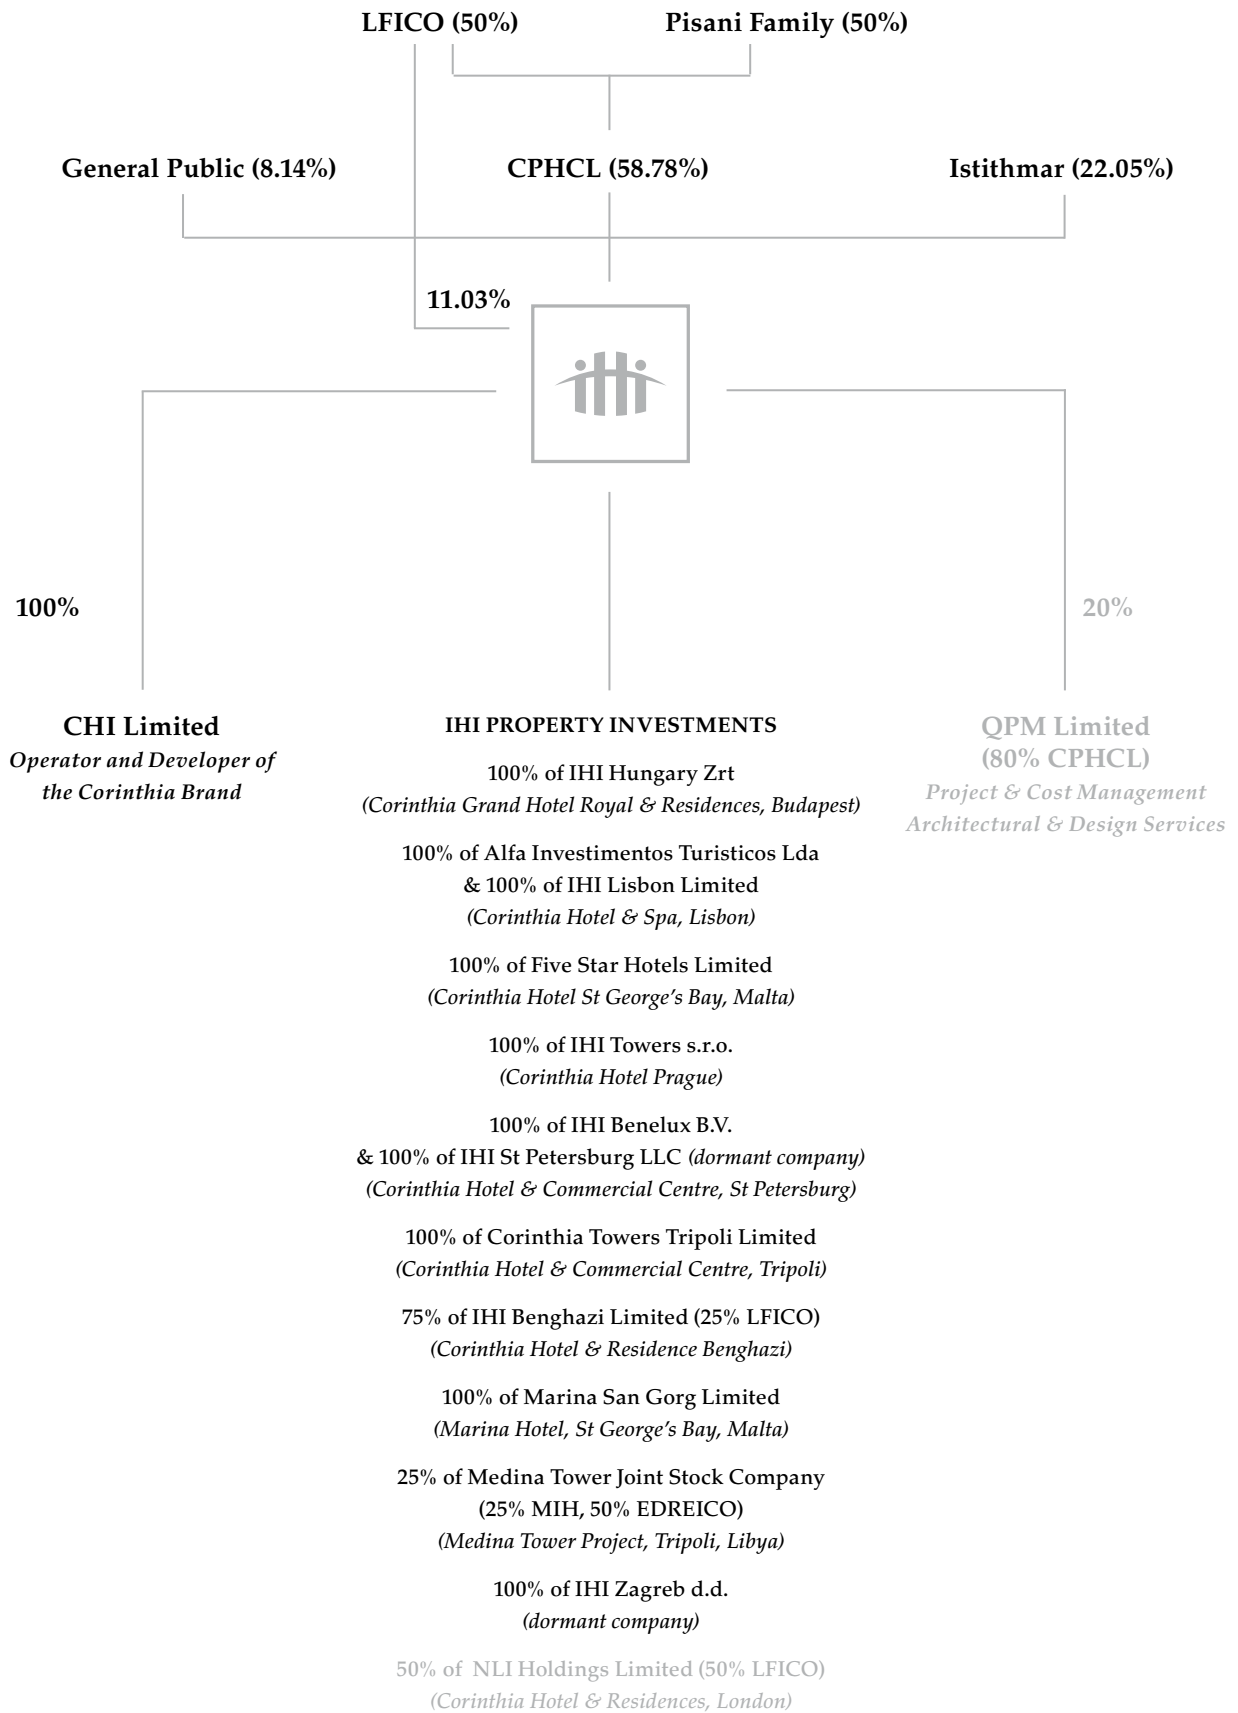 LFICO (50%)
Pisani Family (50%)
General Public (8.14%)
CPHCL (58.78%)
Istithmar (22.05%)
11.03%
100%
20%
CHI Limited
Operator and Developer of
the Corinthia Brand
IHI PROPERTY INVESTMENTS
100% of IHI Hungary Zrt
(Corinthia Grand Hotel Royal & Residences, Budapest)
100% of Alfa Investimentos Turisticos Lda
& 100% of IHI Lisbon Limited
(Corinthia Hotel & Spa, Lisbon)
100% of Five Star Hotels Limited
(Corinthia Hotel St George’s Bay, Malta)
100% of IHI Towers s.r.o.
(Corinthia Hotel Prague)
100% of IHI Benelux B.V.
& 100% of IHI St Petersburg LLC (dormant company)
(Corinthia Hotel & Commercial Centre, St Petersburg)
100% of Corinthia Towers Tripoli Limited
(Corinthia Hotel & Commercial Centre, Tripoli)
75% of IHI Benghazi Limited (25% LFICO)
(Corinthia Hotel & Residence Benghazi)
100% of Marina San Gorg Limited
(Marina Hotel, St George’s Bay, Malta)
25% of Medina Tower Joint Stock Company
(25% MIH, 50% EDREICO)
(Medina Tower Project, Tripoli, Libya)
100% of IHI Zagreb d.d.
(dormant company)
50% of NLI Holdings Limited (50% LFICO)
(Corinthia Hotel & Residences, London)
QPM Limited
(80% CPHCL)
Project & Cost Management
Architectural & Design Services